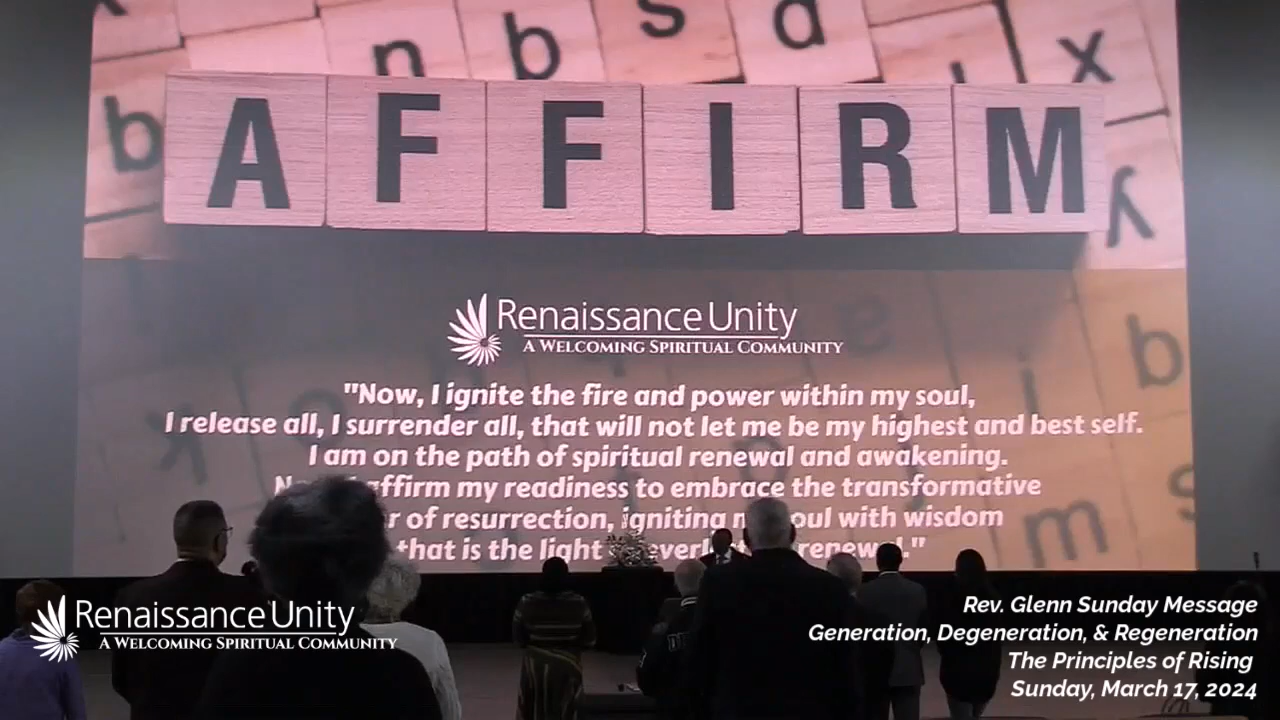 n b s a x
b AFFIRM y
Renaissance Unity
A WELCOMING SPIRITUAL COMMUNITY
"Now, I ignite the fire and power within my soul,
I release all, I surrender all, that will not let me be my highest and best self.
I am on the path of spiritual renewal and awakening.
affirm my readiness to embrace the transformative
of resurrection, igniting soul with wisdom
that is the light renewal."
Renaissance Unity
A WELCOMING SPIRITUAL COMMUNITY
Rev. Glenn Sunday Message
Generation, Degeneration, & Regeneration
The Principles of Rising
Sunday, March 17, 2024